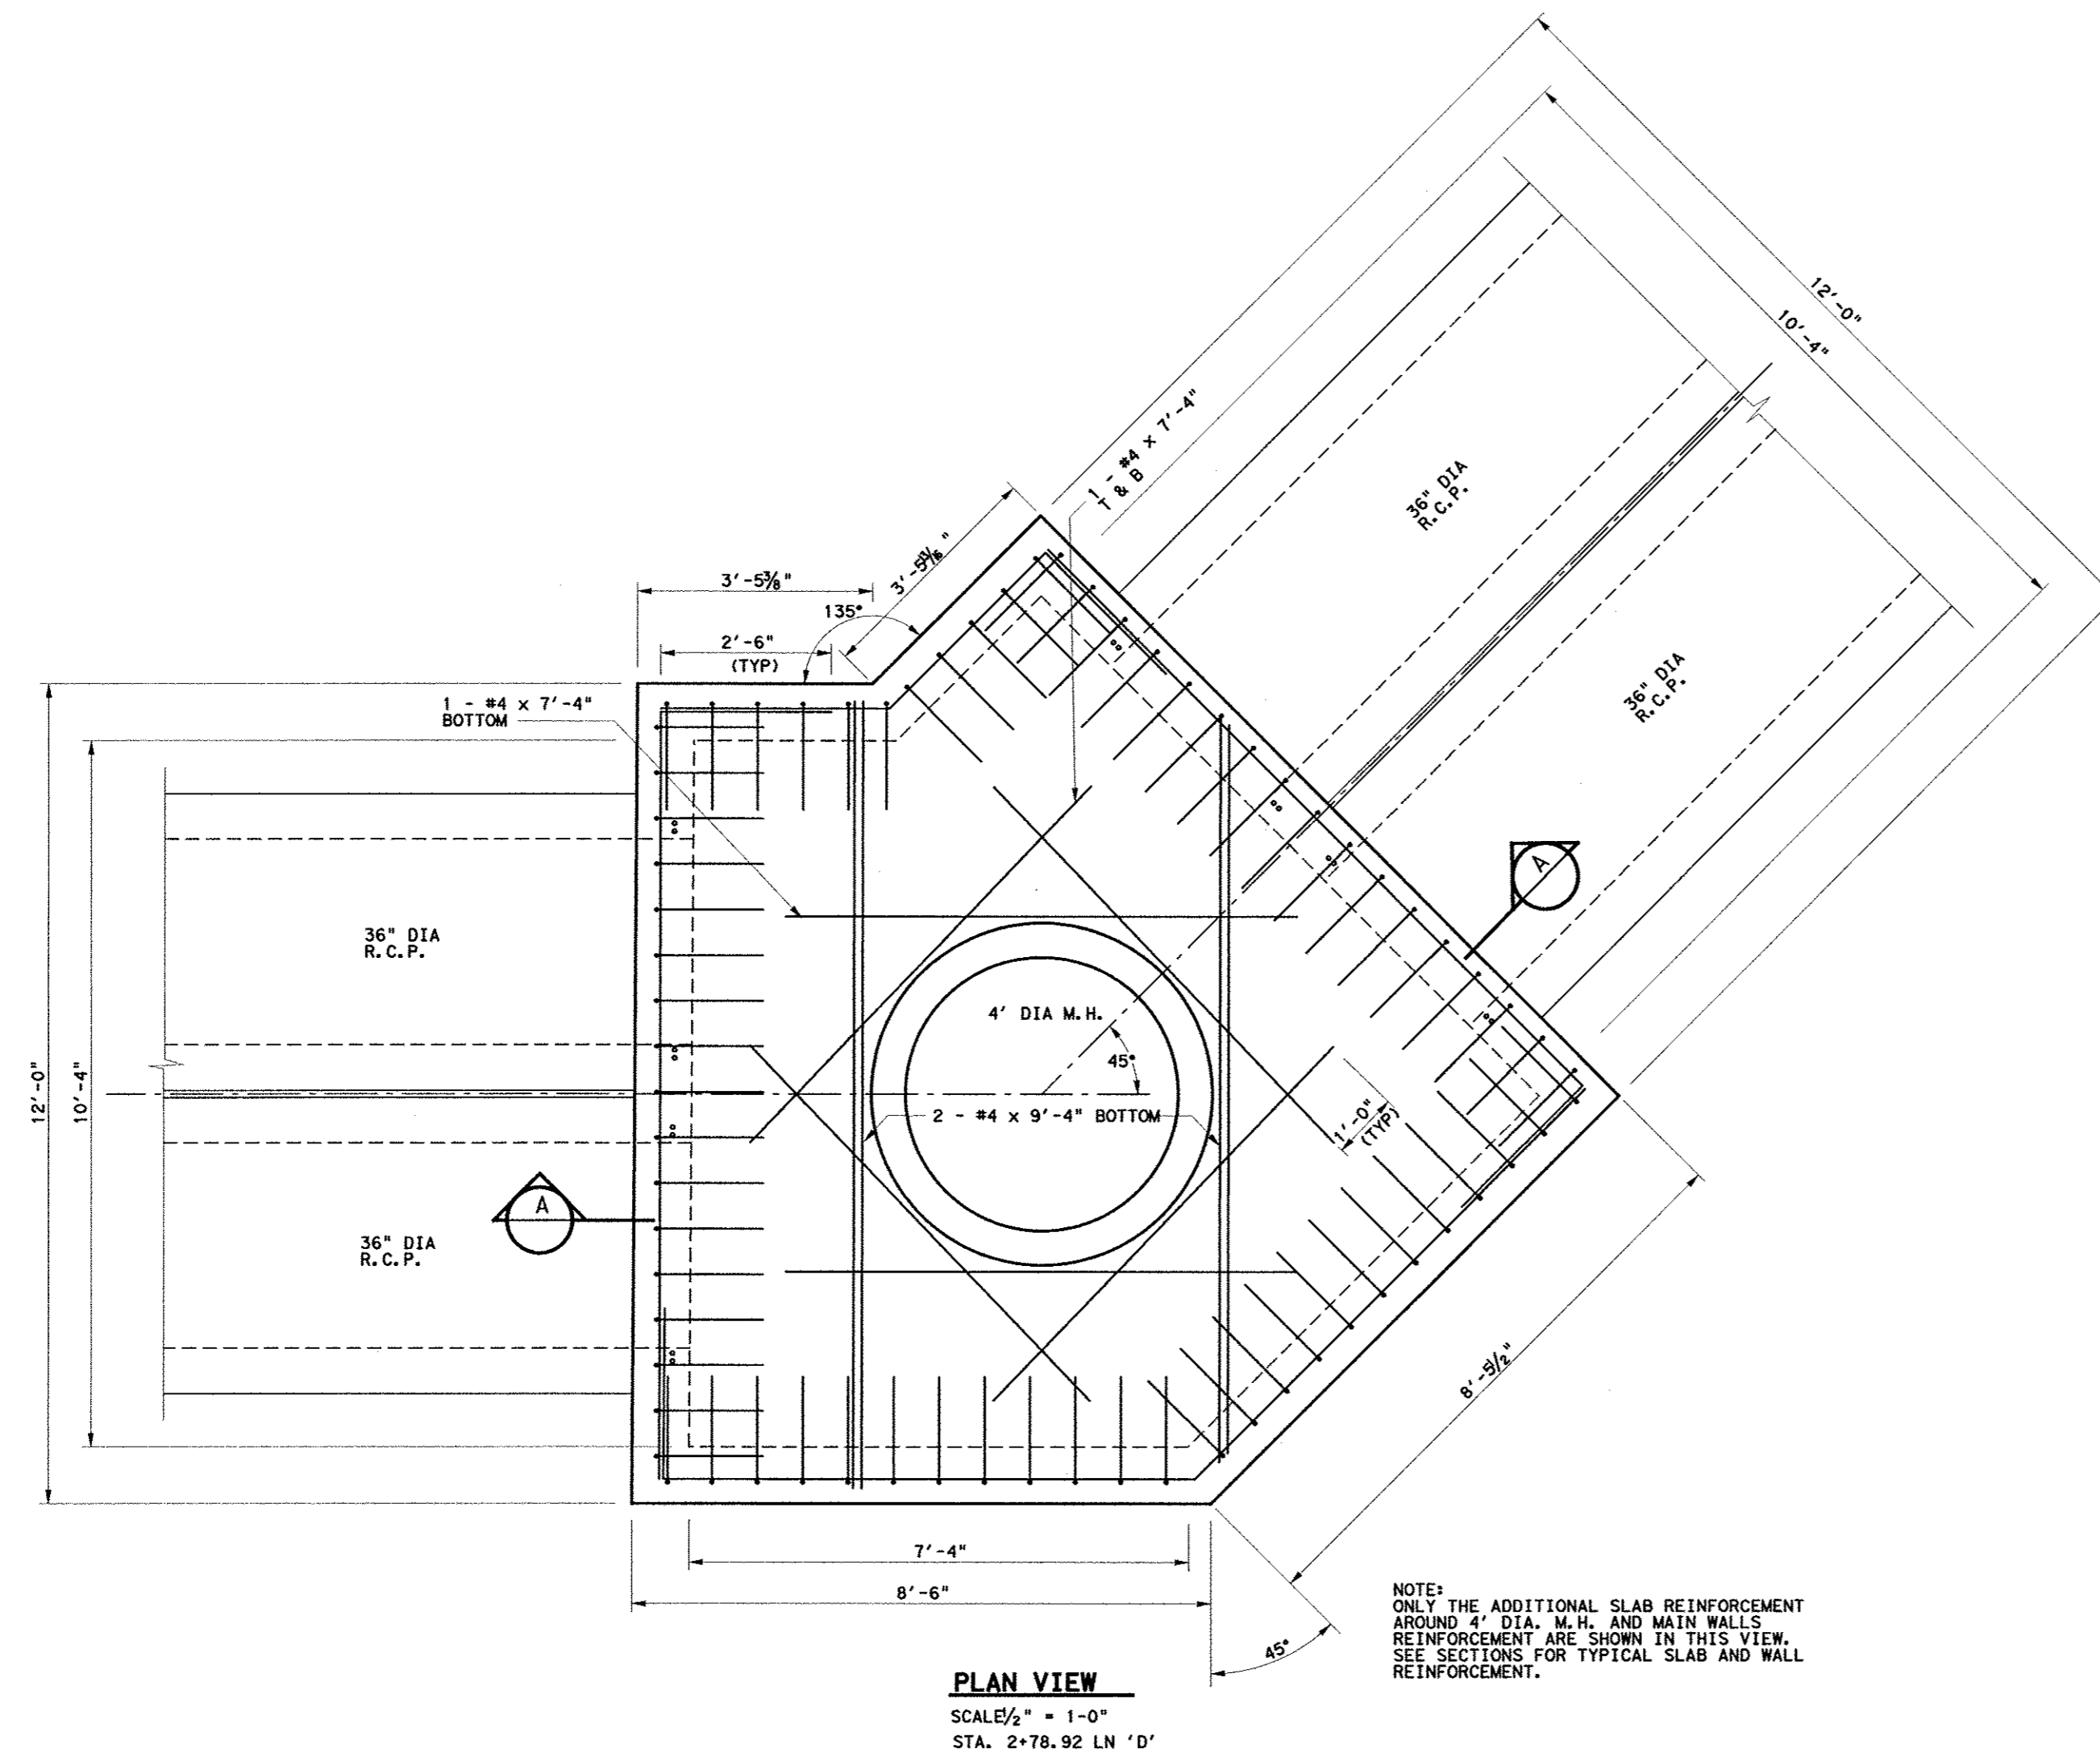 12'-0"
10'-4"
1 - #4 x 7'-4"
T & B
36" DIA
R.C.P.
3'-5 13/16"
3'-5⅜"
135°
2'-6"
(TYP)
1 - #4 x 7'-4"
BOTTOM
36" DIA
R.C.P.
A
36" DIA
R.C.P.
4' DIA M.H.
45°
12'-0"
10'-4"
2 - #4 x 9'-4" BOTTOM
1'-0"
(TYP)
A
36" DIA
R.C.P.
8'-5½"
7'-4"
8'-6"
45°
NOTE:
ONLY THE ADDITIONAL SLAB REINFORCEMENT
AROUND 4' DIA. M.H. AND MAIN WALLS
REINFORCEMENT ARE SHOWN IN THIS VIEW.
SEE SECTIONS FOR TYPICAL SLAB AND WALL
REINFORCEMENT.
PLAN VIEW
SCALE½" = 1-0"
STA. 2+78.92 LN 'D'